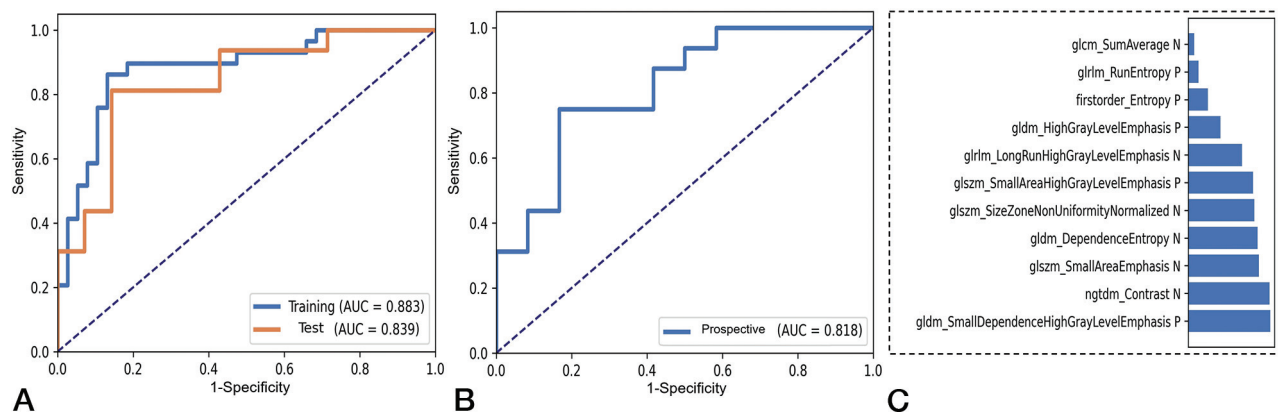 1.0
0.8
0.6
0.4
0.2
0.0
Sensitivity
0.0 0.2 0.4 0.6 0.8 1.0
1-Specificity
Training (AUC = 0.883)
Test (AUC = 0.839)
A
1.0
0.8
0.6
0.4
0.2
0.0
Sensitivity
0.0 0.2 0.4 0.6 0.8 1.0
1-Specificity
Prospective (AUC = 0.818)
B
glcm_SumAverage N
glrlm_RunEntropy P
firstorder_Entropy P
gldm_HighGrayLevelEmphasis P
glrlm_LongRunHighGrayLevelEmphasis N
glszm_SmallAreaHighGrayLevelEmphasis P
glszm_SizeZoneNonUniformityNormalized N
gldm_DependenceEntropy N
glszm_SmallAreaEmphasis N
ngtdm_Contrast N
gldm_SmallDependenceHighGrayLevelEmphasis P
C